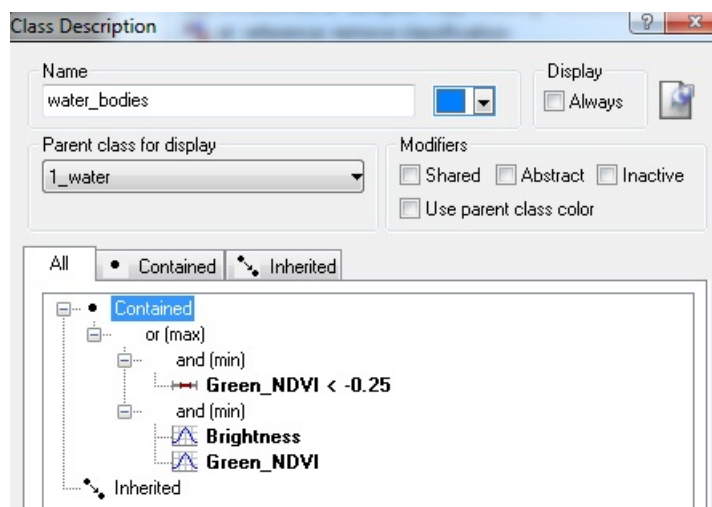 Class Description
Name
Display
water_bodies
Always
Parent class for display
Modifiers
1_water
Shared Abstract Inactive
Use parent class color
All Contained Inherited
Contained
or (max)
and (min)
Green_NDVI < -0.25
and (min)
Brightness
Green_NDVI
Inherited